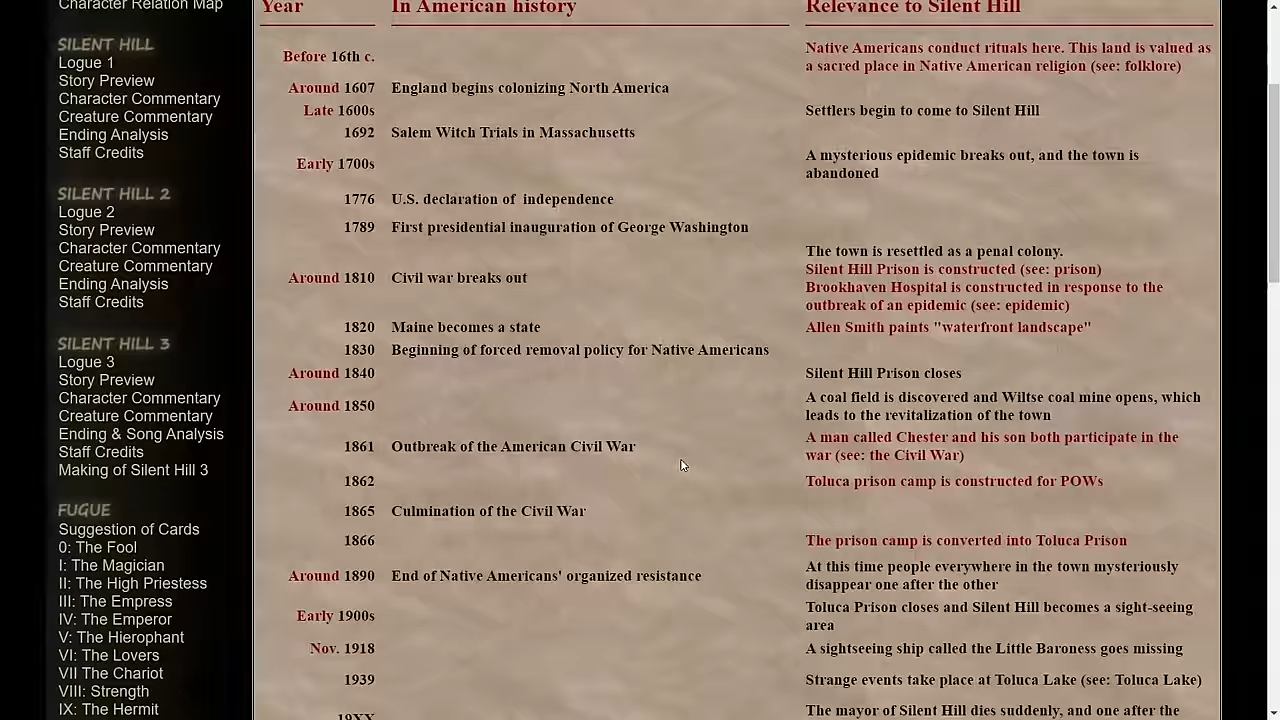 Character Relation Map
SILENT HILL
Logue 1
Story Preview
Character Commentary
Creature Commentary
Ending Analysis
Staff Credits
SILENT HILL 2
Logue 2
Story Preview
Character Commentary
Creature Commentary
Ending Analysis
Staff Credits
SILENT HILL 3
Logue 3
Story Preview
Character Commentary
Creature Commentary
Ending & Song Analysis
Staff Credits
Making of Silent Hill 3
FUGUE
Suggestion of Cards
0: The Fool
I: The Magician
II: The High Priestess
III: The Empress
IV: The Emperor
V: The Hierophant
VI: The Lovers
VII The Chariot
VIII: Strength
IX: The Hermit
Year In American history Relevance to Silent Hill
Before 16th c. Native Americans conduct rituals here. This land is valued as
a sacred place in Native American religion (see: folklore)
Around 1607 England begins colonizing North America
Late 1600s Settlers begin to come to Silent Hill
1692 Salem Witch Trials in Massachusetts
Early 1700s A mysterious epidemic breaks out, and the town is
abandoned
1776 U.S. declaration of independence
1789 First presidential inauguration of George Washington
The town is resettled as a penal colony.
Around 1810 Civil war breaks out Silent Hill Prison is constructed (see: prison)
Brookhaven Hospital is constructed in response to the
outbreak of an epidemic (see: epidemic)
1820 Maine becomes a state Allen Smith paints "waterfront landscape"
1830 Beginning of forced removal policy for Native Americans
Around 1840 Silent Hill Prison closes
Around 1850 A coal field is discovered and Wiltse coal mine opens, which
leads to the revitalization of the town
1861 Outbreak of the American Civil War A man called Chester and his son both participate in the
war (see: the Civil War)
1862 Toluca prison camp is constructed for POWs
1865 Culmination of the Civil War
1866 The prison camp is converted into Toluca Prison
Around 1890 End of Native Americans' organized resistance At this time people everywhere in the town mysteriously
disappear one after the other
Early 1900s Toluca Prison closes and Silent Hill becomes a sight-seeing
area
Nov. 1918 A sightseeing ship called the Little Baroness goes missing
1939 Strange events take place at Toluca Lake (see: Toluca Lake)
19XX The mayor of Silent Hill dies suddenly, and one after the